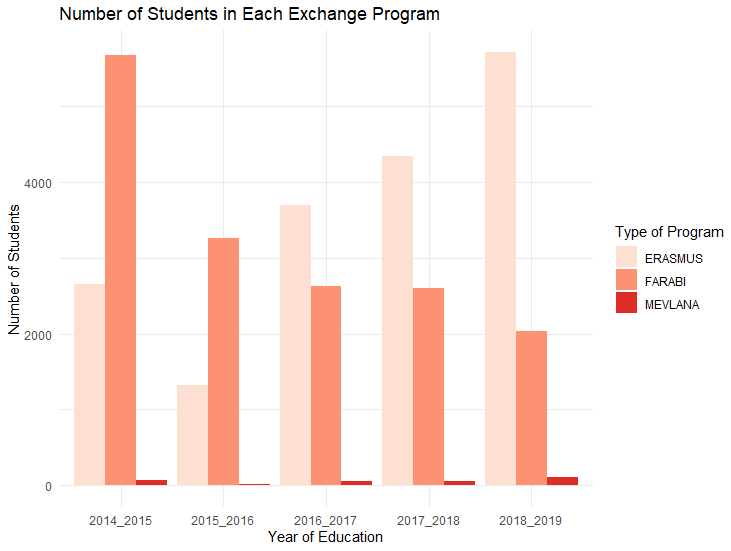 Number of Students in Each Exchange Program
Number of Students
4000
2000
0
2014_2015 2015_2016 2016_2017 2017_2018 2018_2019
Year of Education
Type of Program
ERASMUS
FARABI
MEVLANA